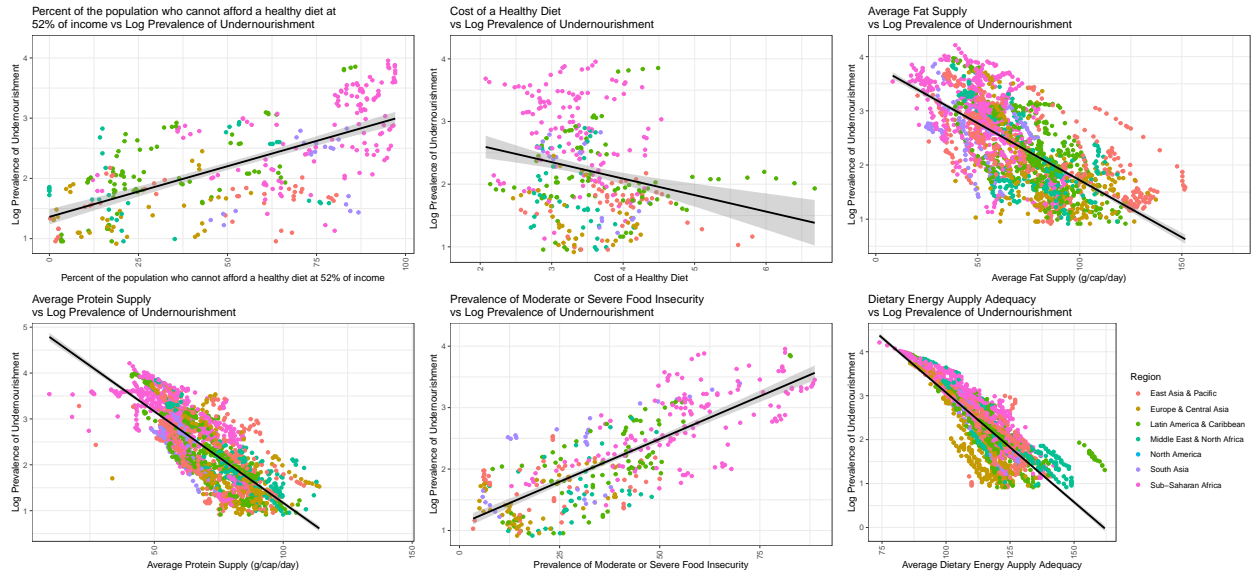 Percent of the population who cannot afford a healthy diet at
52% of income vs Log Prevalence of Undernourishment
Log Prevalence of Undernourishment
4
3
2
1
0
25
50
75
100
Percent of the population who cannot afford a healthy diet at 52% of income
Cost of a Healthy Diet
vs Log Prevalence of Undernourishment
Log Prevalence of Undernourishment
4
3
2
1
2
3
4
5
6
Cost of a Healthy Diet
Average Fat Supply
vs Log Prevalence of Undernourishment
Log Prevalence of Undernourishment
4
3
2
1
0
50
100
150
Average Fat Supply (g/cap/day)
Average Protein Supply
vs Log Prevalence of Undernourishment
Log Prevalence of Undernourishment
5
4
3
2
1
50
100
150
Average Protein Supply (g/cap/day)
Prevalence of Moderate or Severe Food Insecurity
vs Log Prevalence of Undernourishment
Log Prevalence of Undernourishment
4
3
2
1
0
25
50
75
Prevalence of Moderate or Severe Food Insecurity
Dietary Energy Aupply Adequacy
vs Log Prevalence of Undernourishment
Log Prevalence of Undernourishment
4
3
2
1
0
75
100
125
150
Average Dietary Energy Aupply Adequacy
Region
East Asia & Pacific
Europe & Central Asia
Latin America & Caribbean
Middle East & North Africa
North America
South Asia
Sub−Saharan Africa